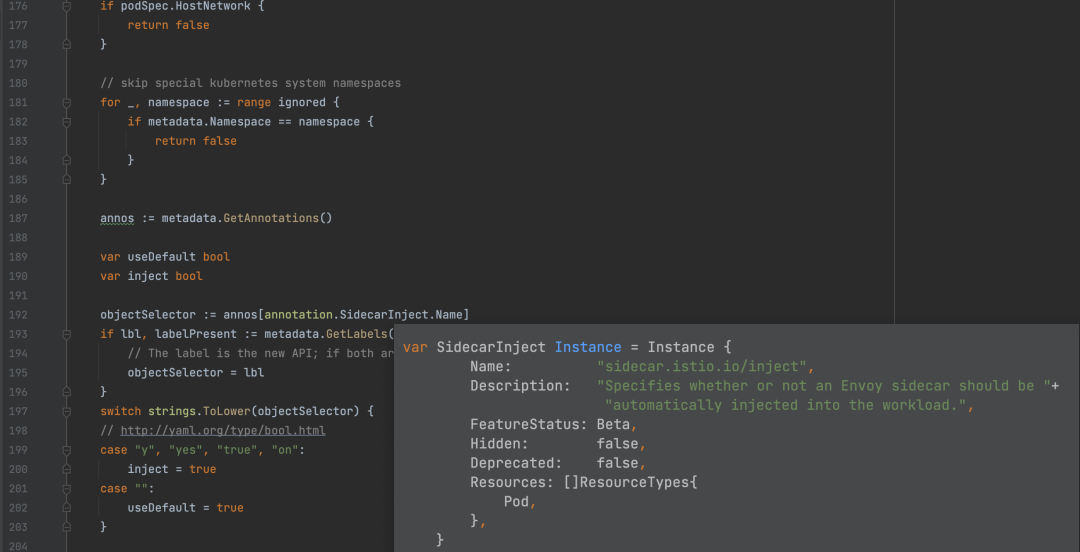 176 if podSpec.HostNetwork {
177 return false
178 }
179
180 // skip special kubernetes system namespaces
181 for _, namespace := range ignored {
182 if metadata.Namespace == namespace {
183 return false
184 }
185 }
186
187 annos := metadata.GetAnnotations()
188
189 var useDefault bool
190 var inject bool
191
192 objectSelector := annos[annotation.SidecarInject.Name]
193 if lbl, labelPresent := metadata.GetLabels(
194 // The label is the new API; if both ar
195 objectSelector = lbl
196 }
197 switch strings.ToLower(objectSelector) {
198 // http://yaml.org/type/bool.html
199 case "y", "yes", "true", "on":
200 inject = true
201 case "":
202 useDefault = true
203 }
204
var SidecarInject Instance = Instance {
Name: "sidecar.istio.io/inject",
Description: "Specifies whether or not an Envoy sidecar should be "+
"automatically injected into the workload.",
FeatureStatus: Beta,
Hidden: false,
Deprecated: false,
Resources: []ResourceTypes{
Pod,
},
}